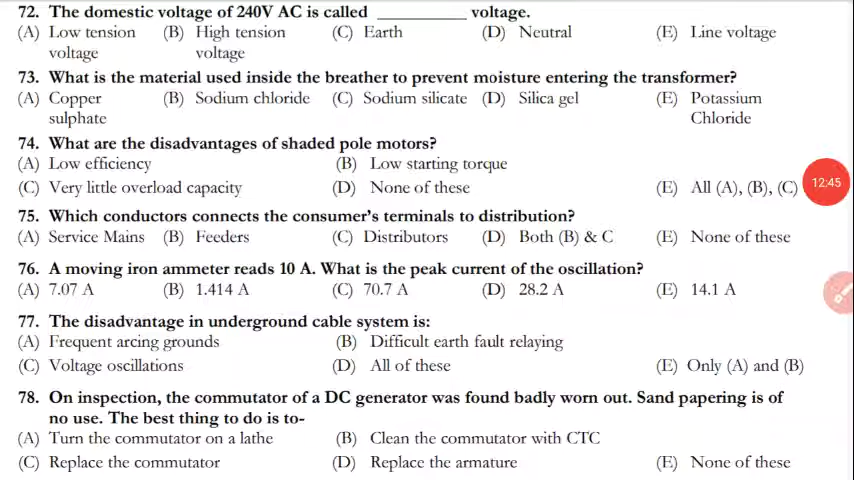 72. The domestic voltage of 240V AC is called __________ voltage.
(A) Low tension (B) High tension (C) Earth (D) Neutral (E) Line voltage
voltage voltage
73. What is the material used inside the breather to prevent moisture entering the transformer?
(A) Copper (B) Sodium chloride (C) Sodium silicate (D) Silica gel (E) Potassium
sulphate Chloride
74. What are the disadvantages of shaded pole motors?
(A) Low efficiency (B) Low starting torque
(C) Very little overload capacity (D) None of these (E) All (A), (B), (C)
12:45
75. Which conductors connects the consumer's terminals to distribution?
(A) Service Mains (B) Feeders (C) Distributors (D) Both (B) & C (E) None of these
76. A moving iron ammeter reads 10 A. What is the peak current of the oscillation?
(A) 7.07 A (B) 1.414 A (C) 70.7 A (D) 28.2 A (E) 14.1 A
77. The disadvantage in underground cable system is:
(A) Frequent arcing grounds (B) Difficult earth fault relaying
(C) Voltage oscillations (D) All of these (E) Only (A) and (B)
78. On inspection, the commutator of a DC generator was found badly worn out. Sand papering is of
no use. The best thing to do is to-
(A) Turn the commutator on a lathe (B) Clean the commutator with CTC
(C) Replace the commutator (D) Replace the armature (E) None of these